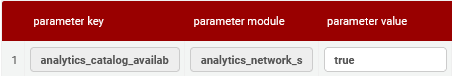 parameter key parameter module parameter value
1 analytics_catalog_availab analytics_network_s true